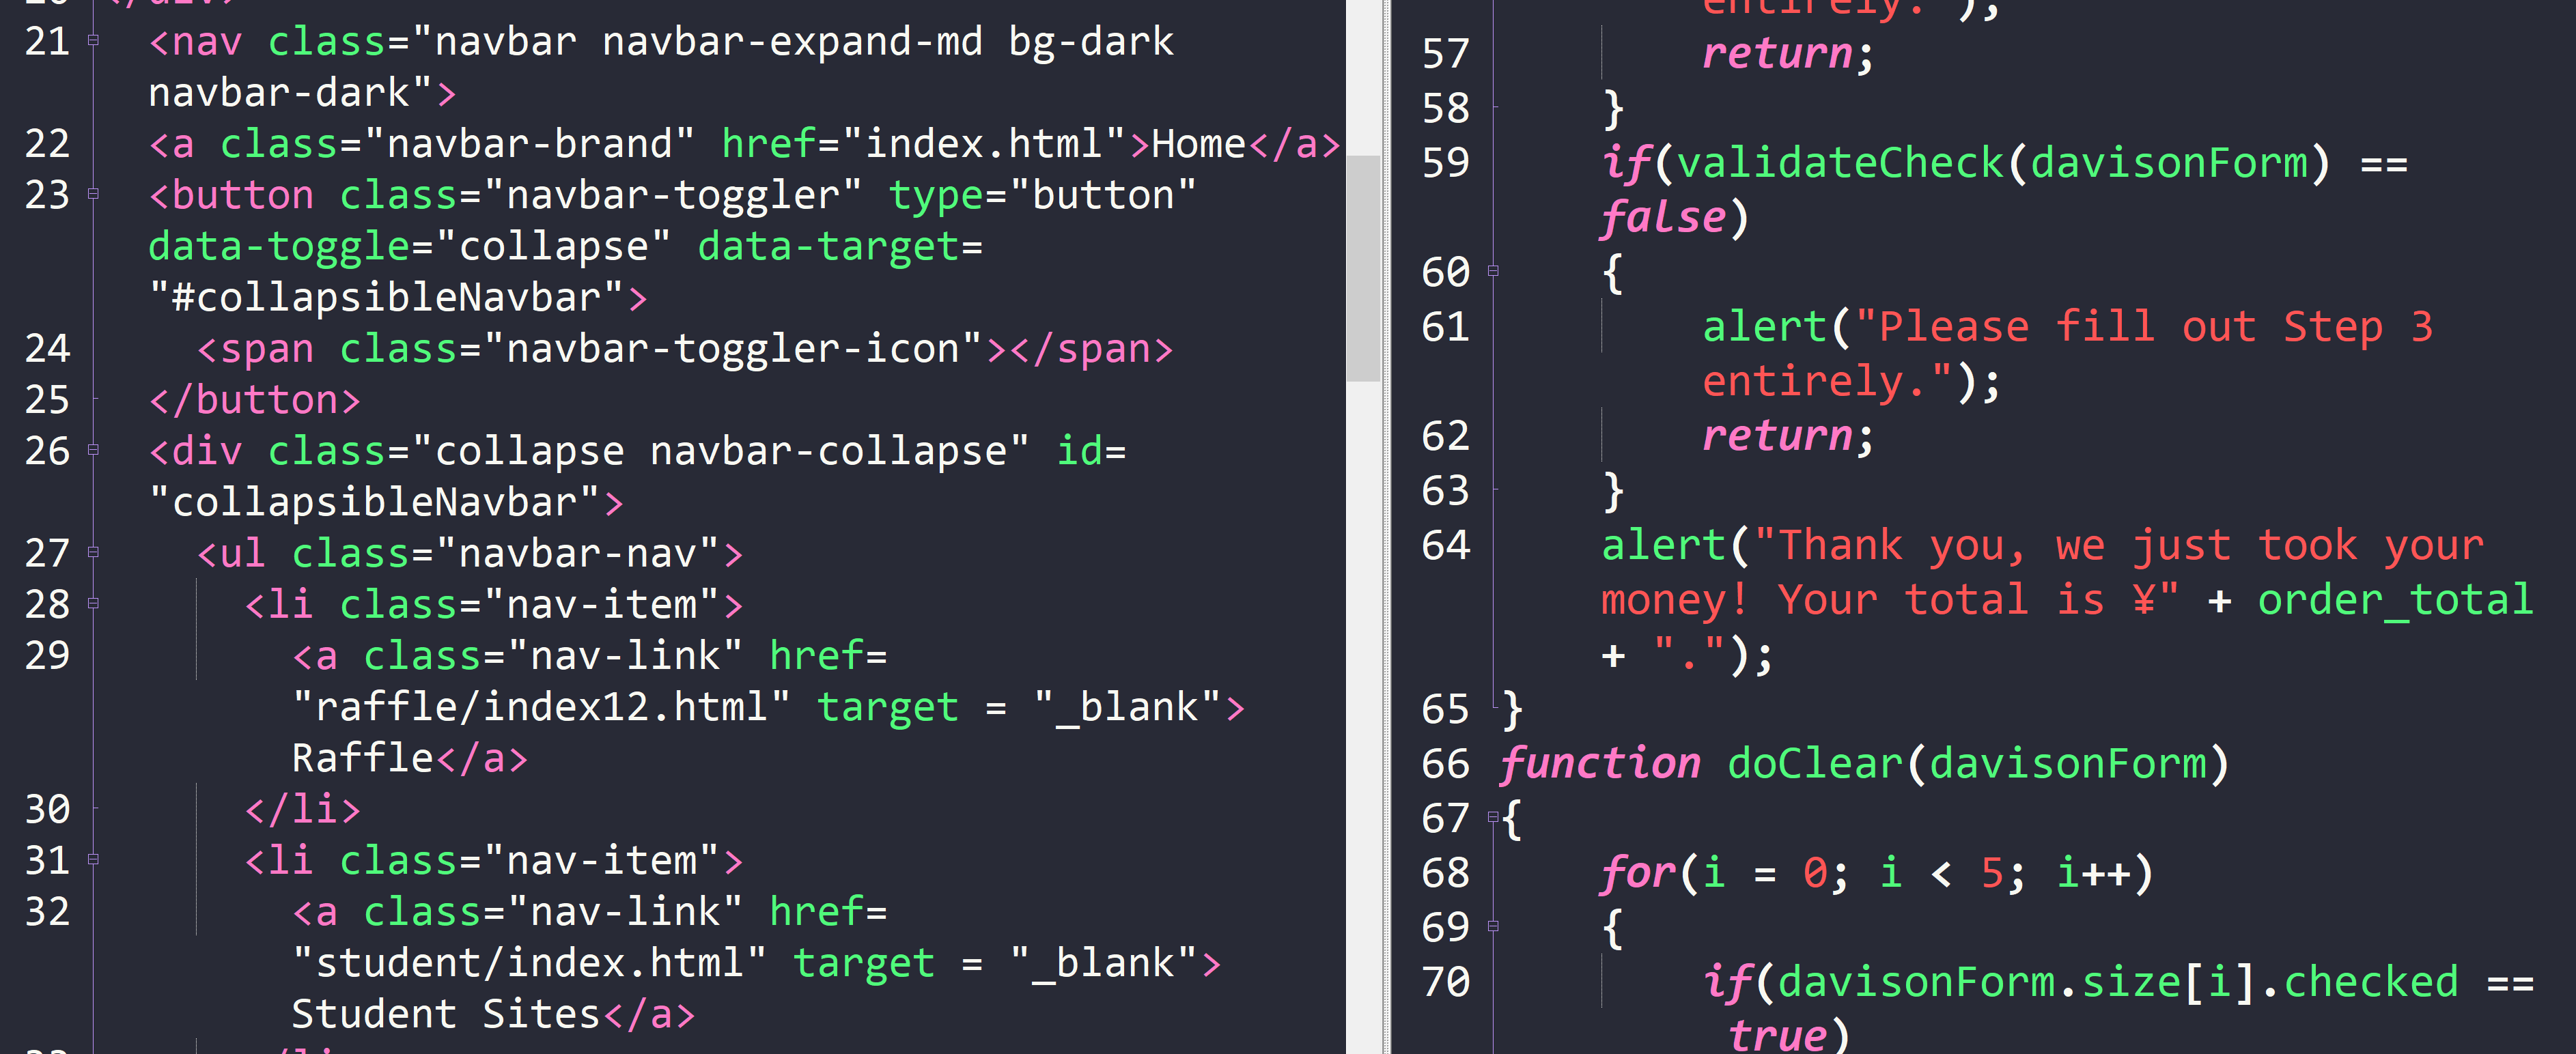 20 </div>
21 <nav class="navbar navbar-expand-md bg-dark
navbar-dark">
22 <a class="navbar-brand" href="index.html">Home</a>
23 <button class="navbar-toggler" type="button"
data-toggle="collapse" data-target=
"#collapsibleNavbar">
24 <span class="navbar-toggler-icon"></span>
25 </button>
26 <div class="collapse navbar-collapse" id=
"collapsibleNavbar">
27 <ul class="navbar-nav">
28 <li class="nav-item">
29 <a class="nav-link" href=
"raffle/index12.html" target = "_blank">
Raffle</a>
30 </li>
31 <li class="nav-item">
32 <a class="nav-link" href=
"student/index.html" target = "_blank">
Student Sites</a>
33 </li>
entirely.");
57 return;
58 }
59 if(validateCheck(davisonForm) ==
false)
60 {
61 alert("Please fill out Step 3
entirely.");
62 return;
63 }
64 alert("Thank you, we just took your
money! Your total is ¥" + order_total
+ ".");
65 }
66 function doClear(davisonForm)
67 {
68 for(i = 0; i < 5; i++)
69 {
70 if(davisonForm.size[i].checked ==
true)